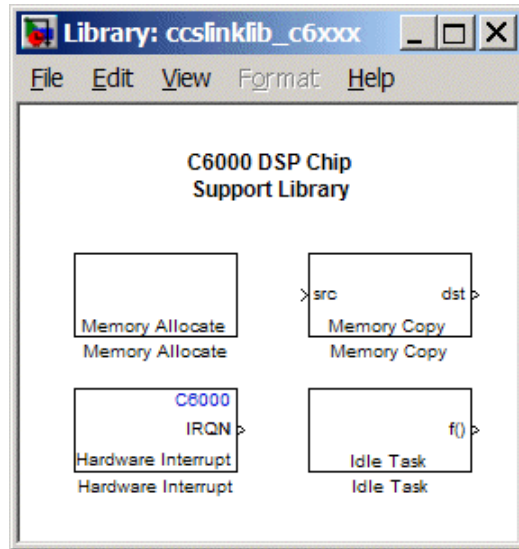 Library: ccslinklib_c6xxx
File Edit View Format Help
C6000 DSP Chip
Support Library
Memory Allocate
Memory Allocate
src dst
Memory Copy
Memory Copy
C6000
IRQN
Hardware Interrupt
Hardware Interrupt
f()
Idle Task
Idle Task